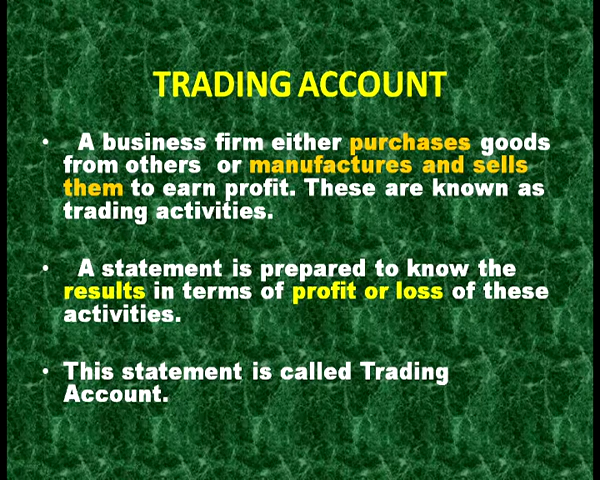 TRADING ACCOUNT
• A business firm either purchases goods
from others or manufactures and sells
them to earn profit. These are known as
trading activities.
• A statement is prepared to know the
results in terms of profit or loss of these
activities.
• This statement is called Trading
Account.